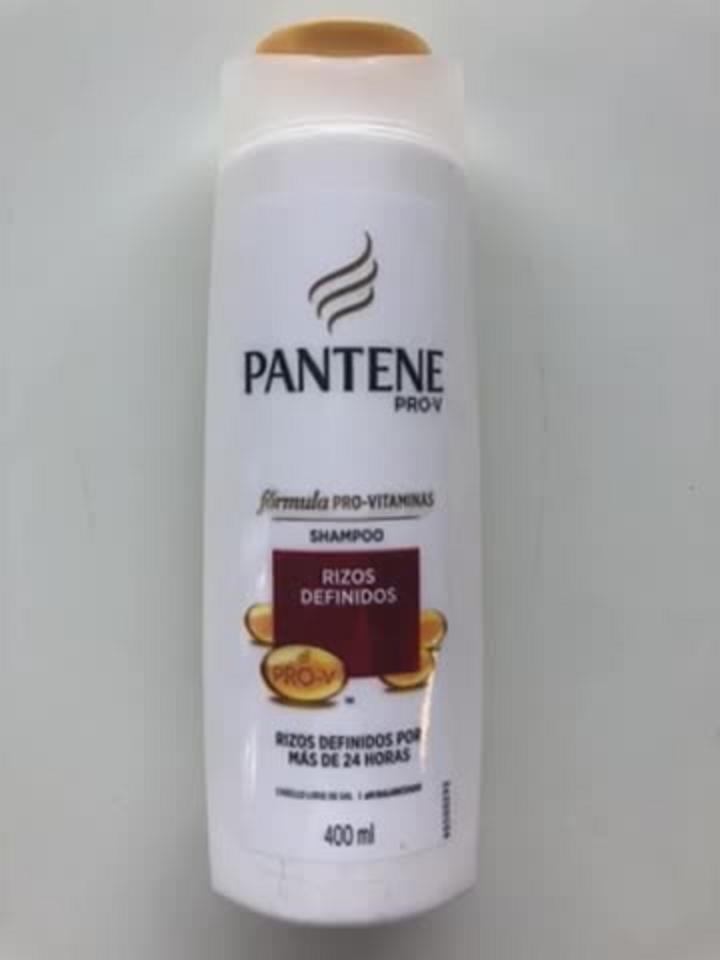 PANTENE
PRO-V
fórmula PRO-VITAMINAS
SHAMPOO
RIZOS
DEFINIDOS
PRO-V
RIZOS DEFINIDOS POR
MÁS DE 24 HORAS
400 ml